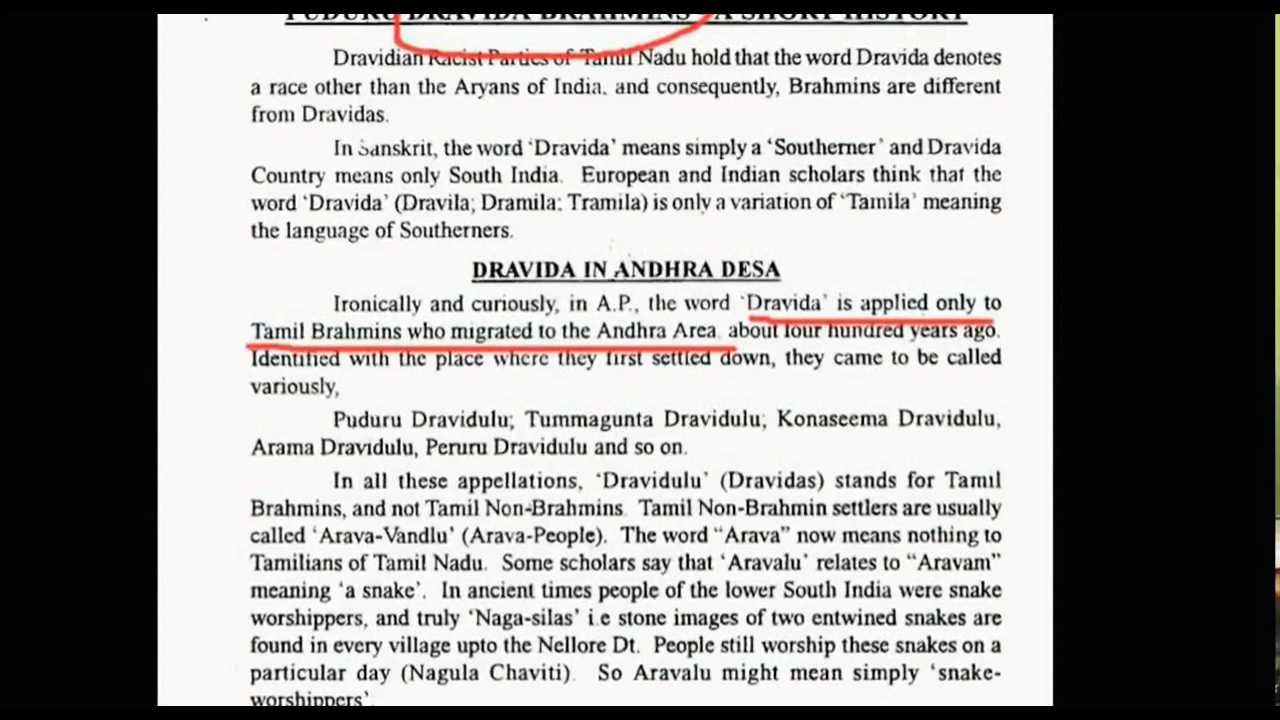 PUDURU DRAVIDA BRAHMINS - A SHORT HISTORY
Dravidian Racist Parties of Tamil Nadu hold that the word Dravida denotes
a race other than the Aryans of India, and consequently, Brahmins are different
from Dravidas.
In Sanskrit, the word 'Dravida' means simply a 'Southerner' and Dravida
Country means only South India. European and Indian scholars think that the
word 'Dravida' (Dravila; Dramila; Tramila) is only a variation of 'Tamila' meaning
the language of Southerners.
DRAVIDA IN ANDHRA DESA
Ironically and curiously, in A.P., the word 'Dravida' is applied only to
Tamil Brahmins who migrated to the Andhra Area about four hundred years ago.
Identified with the place where they first settled down, they came to be called
variously,
Puduru Dravidulu; Tummagunta Dravidulu; Konaseema Dravidulu,
Arama Dravidulu, Peruru Dravidulu and so on.
In all these appellations, 'Dravidulu' (Dravidas) stands for Tamil
Brahmins, and not Tamil Non-Brahmins. Tamil Non-Brahmin settlers are usually
called 'Arava-Vandlu' (Arava-People). The word "Arava" now means nothing to
Tamilians of Tamil Nadu. Some scholars say that 'Aravalu' relates to "Aravam"
meaning 'a snake'. In ancient times people of the lower South India were snake
worshippers, and truly 'Naga-silas' i.e stone images of two entwined snakes are
found in every village upto the Nellore Dt. People still worship these snakes on a
particular day (Nagula Chaviti). So Aravalu might mean simply 'snake-
worshippers'.